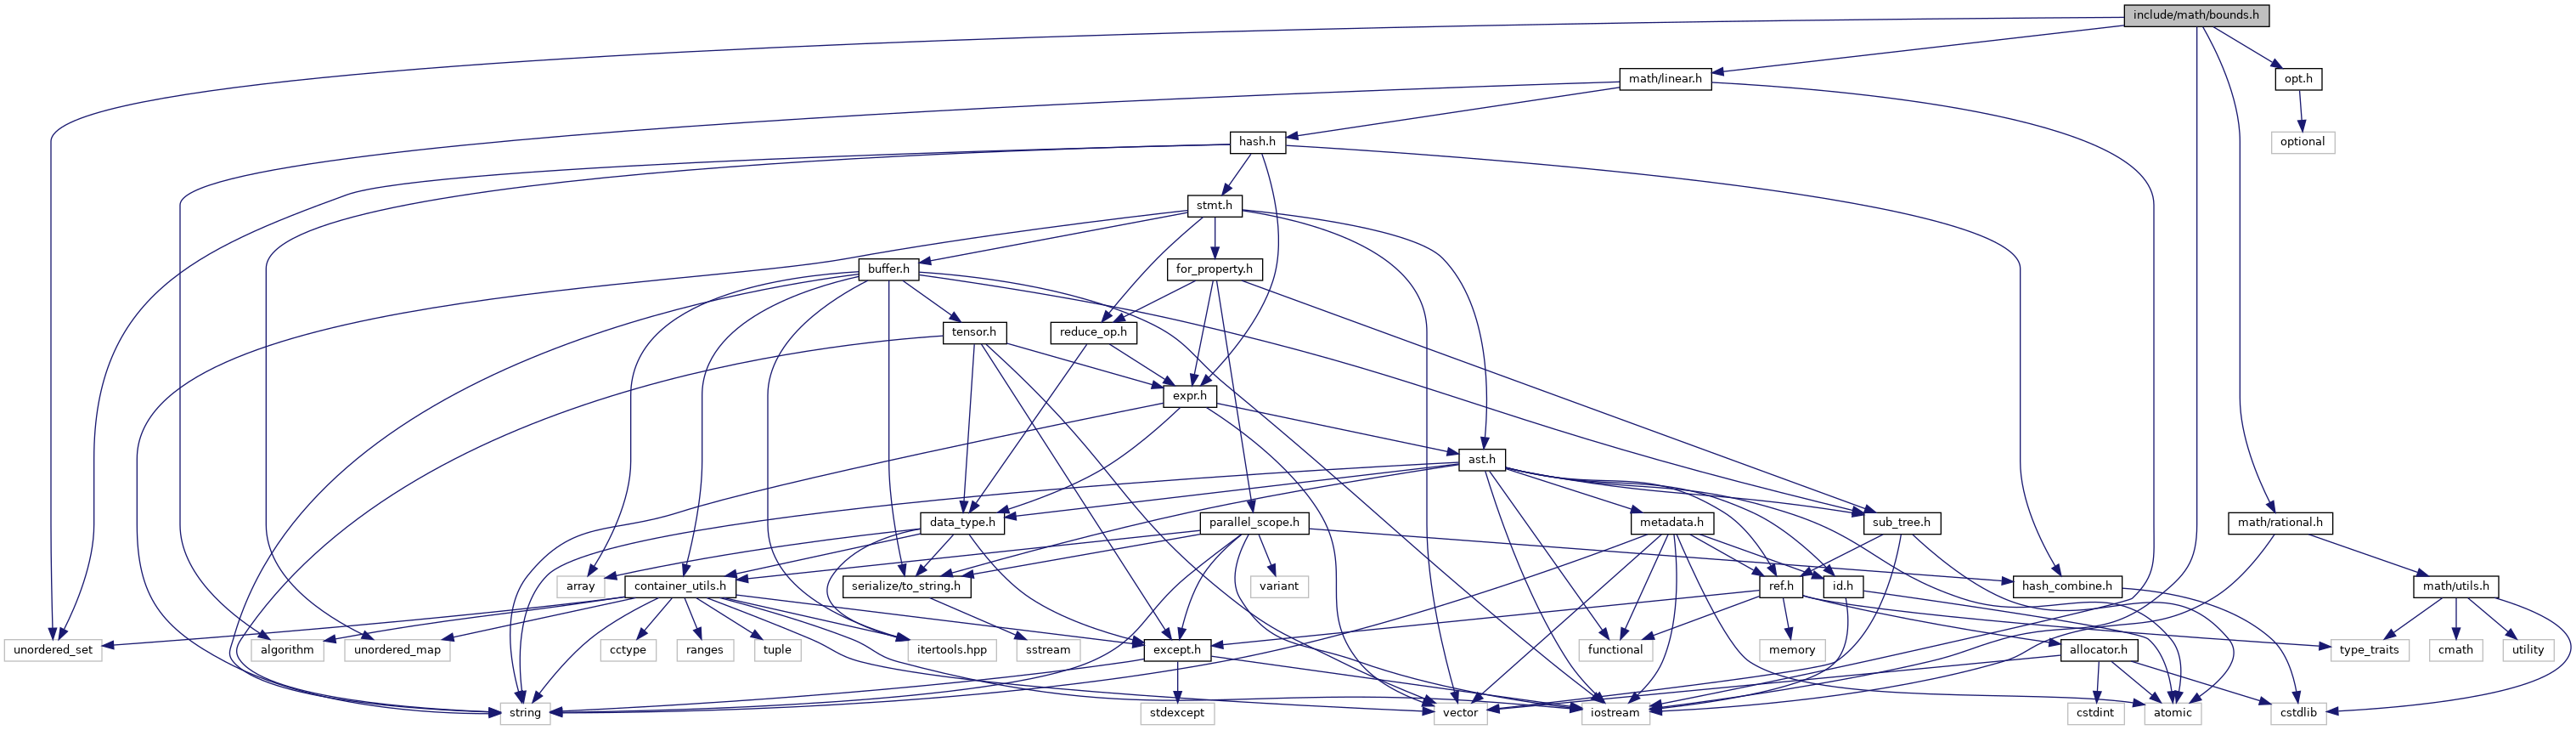 include/math/bounds.h
math/linear.h
opt.h
hash.h
optional
stmt.h
buffer.h
for_property.h
tensor.h
reduce_op.h
expr.h
ast.h
data_type.h
parallel_scope.h
metadata.h
sub_tree.h
math/rational.h
array
container_utils.h
serialize/to_string.h
variant
ref.h
id.h
hash_combine.h
math/utils.h
unordered_set
algorithm
unordered_map
cctype
ranges
tuple
itertools.hpp
sstream
except.h
functional
memory
allocator.h
type_traits
cmath
utility
string
stdexcept
vector
iostream
cstdint
atomic
cstdlib